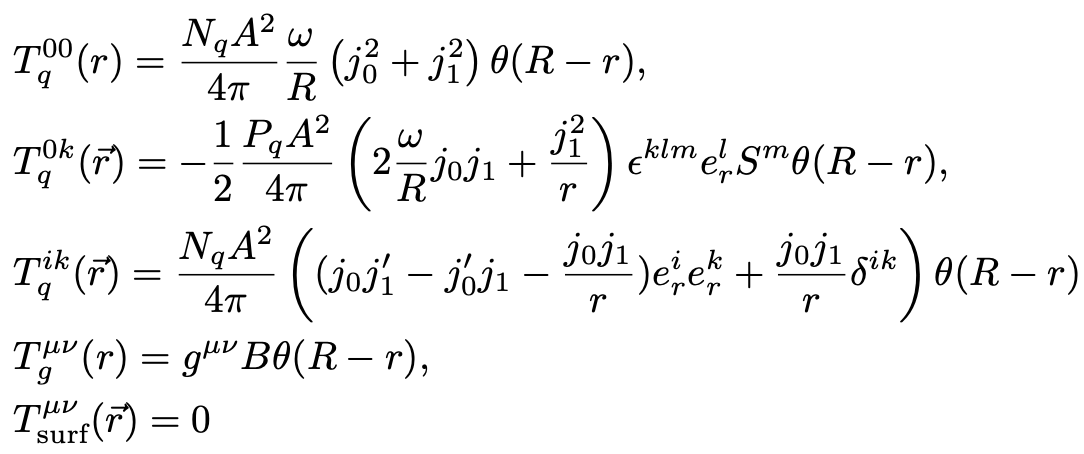 T_q^{00}(r) = \frac{N_q A^2}{4\pi} \frac{\omega}{R} \left( j_0^2 + j_1^2 \right) \theta(R - r),
T_q^{0k}(\vec{r}) = -\frac{1}{2} \frac{P_q A^2}{4\pi} \left( 2\frac{\omega}{R} j_0 j_1 + \frac{j_1^2}{r} \right) \epsilon^{klm} e_r^l S^m \theta(R - r),
T_q^{ik}(\vec{r}) = \frac{N_q A^2}{4\pi} \left( (j_0 j_1' - j_0' j_1 - \frac{j_0 j_1}{r}) e_r^i e_r^k + \frac{j_0 j_1}{r} \delta^{ik} \right) \theta(R - r)
T_g^{\mu\nu}(r) = g^{\mu\nu} B \theta(R - r),
T_{\text{surf}}^{\mu\nu}(\vec{r}) = 0